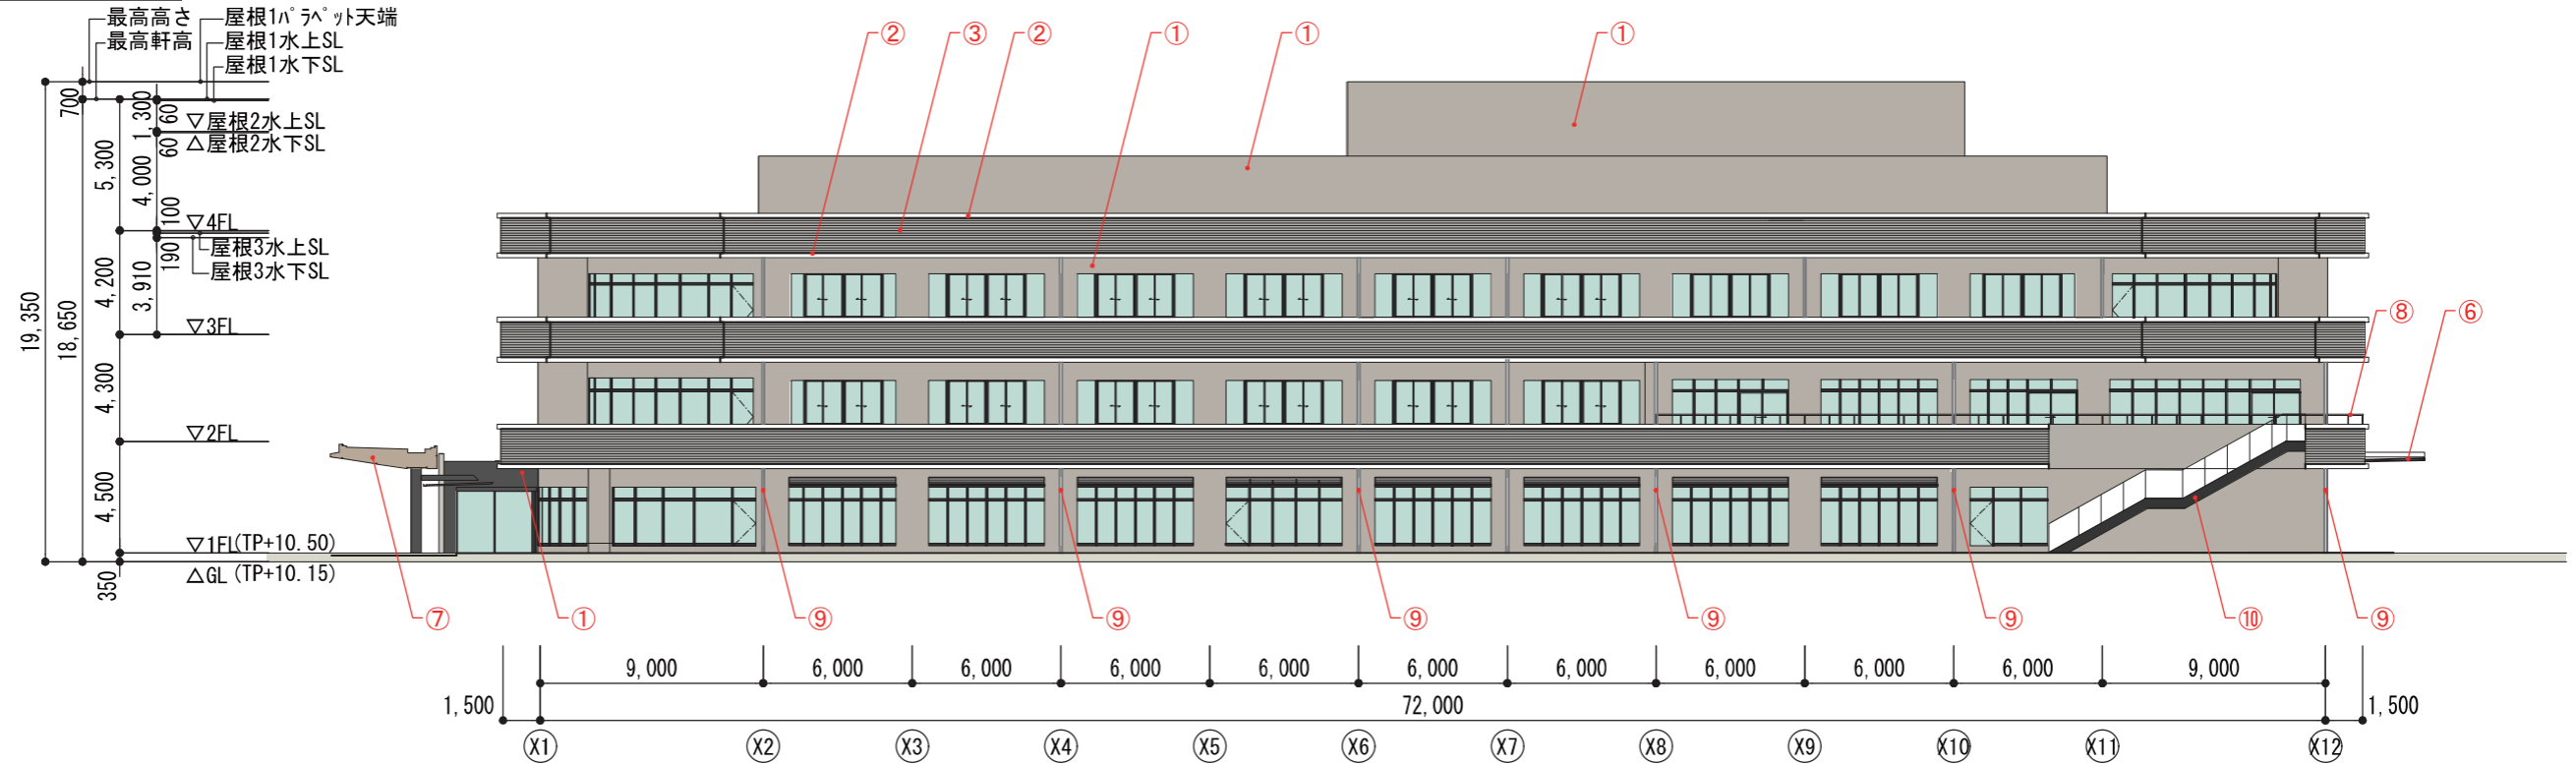 最高高さ
屋根1パラペット天端
最高軒高
屋根1水上SL
屋根1水下SL
② ③ ② ① ① ①
700
1,300
60
▽屋根2水上SL
60
△屋根2水下SL
5,300
4,000
100
▽4FL
屋根3水上SL
190
屋根3水下SL
4,200
3,910
19,350
18,650
▽3FL
⑧ ⑥
4,300
▽2FL
4,500
▽1FL(TP+10.50)
△GL (TP+10.15)
350
⑦ ① ⑨ ⑨ ⑨ ⑨ ⑨ ⑩ ⑨
9,000 6,000 6,000 6,000 6,000 6,000 6,000 6,000 6,000 6,000 9,000
1,500 72,000 1,500
X1 X2 X3 X4 X5 X6 X7 X8 X9 X10 X11 X12